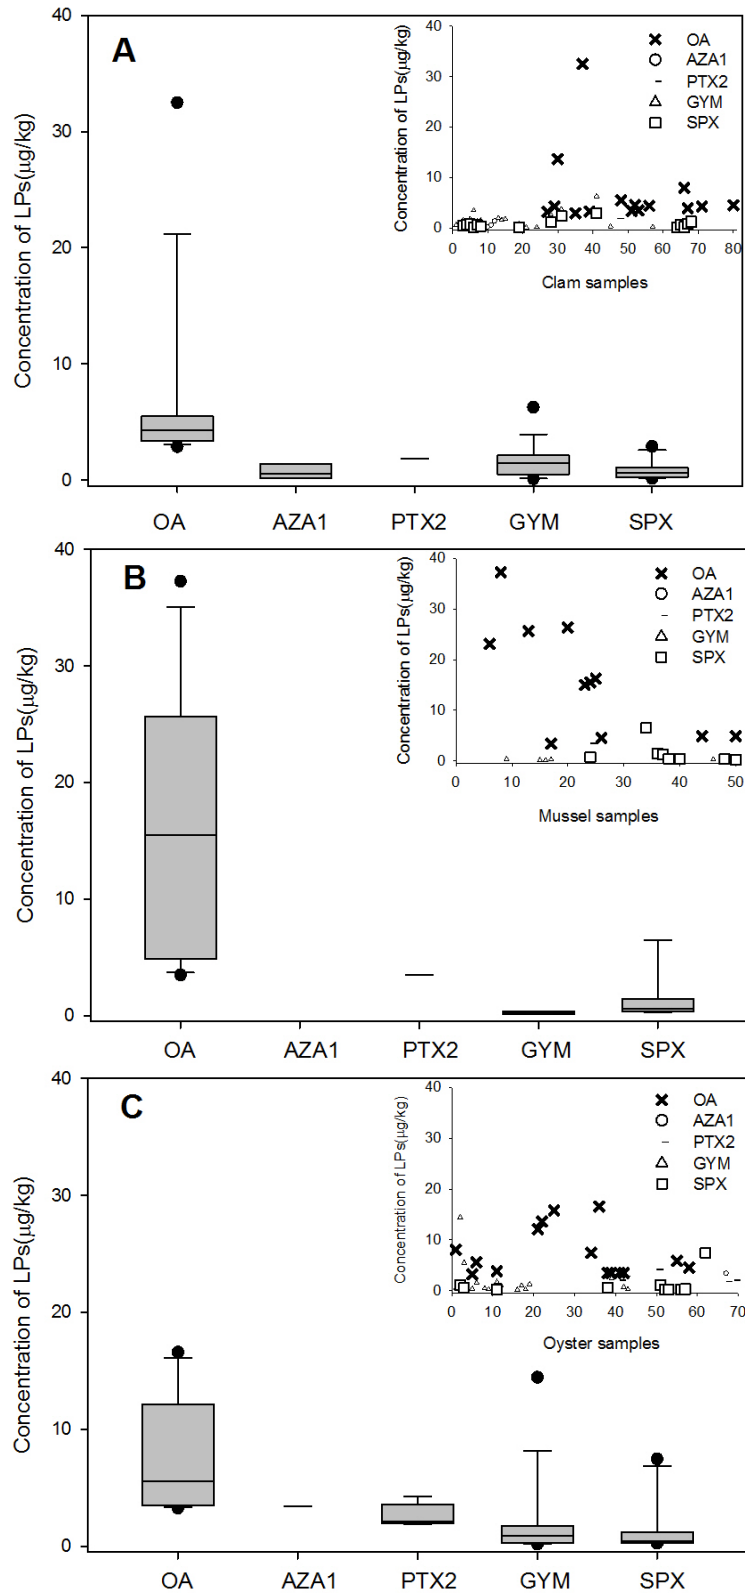 A
Concentration of LPs(μg/kg)
40
30
20
10
0
OA
AZA1
PTX2
GYM
SPX
Concentration of LPs(μg/kg)
40
30
20
10
0
0 10 20 30 40 50 60 70 80
Clam samples
OA
AZA1
PTX2
GYM
SPX
B
Concentration of LPs(μg/kg)
40
30
20
10
0
OA
AZA1
PTX2
GYM
SPX
Concentration of LPs(μg/kg)
40
30
20
10
0
0 10 20 30 40 50
Mussel samples
OA
AZA1
PTX2
GYM
SPX
C
Concentration of LPs(μg/kg)
40
30
20
10
0
OA
AZA1
PTX2
GYM
SPX
Concentration of LPs(μg/kg)
40
30
20
10
0
0 10 20 30 40 50 60 70
Oyster samples
OA
AZA1
PTX2
GYM
SPX